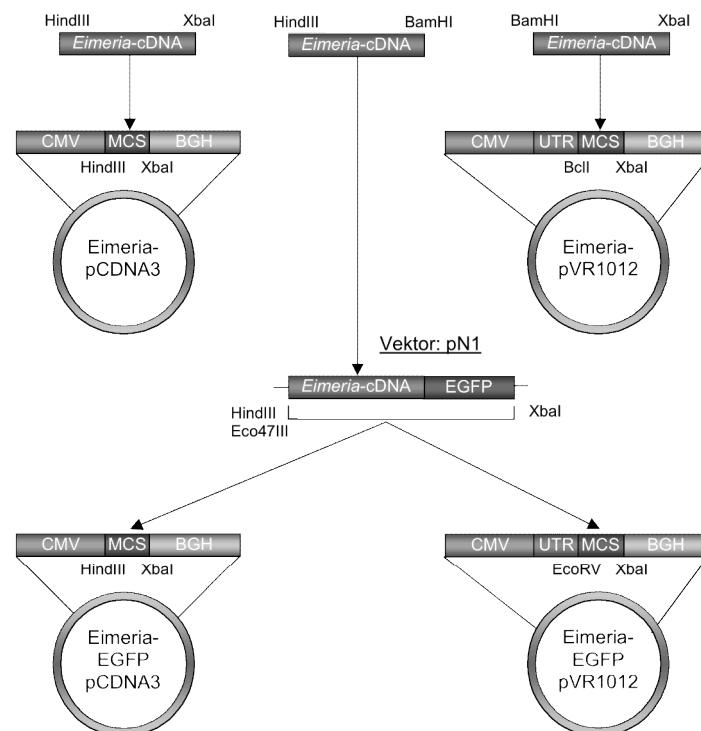 HindIII XbaI
Eimeria-cDNA
HindIII BamHI
Eimeria-cDNA
BamHI XbaI
Eimeria-cDNA
CMV MCS BGH
HindIII XbaI
Eimeria-
pCDNA3
CMV UTR MCS BGH
BclI XbaI
Eimeria-
pVR1012
Vektor: pN1
Eimeria-cDNA EGFP
HindIII XbaI
Eco47III
CMV MCS BGH
HindIII XbaI
Eimeria-
EGFP
pCDNA3
CMV UTR MCS BGH
EcoRV XbaI
Eimeria-
EGFP
pVR1012